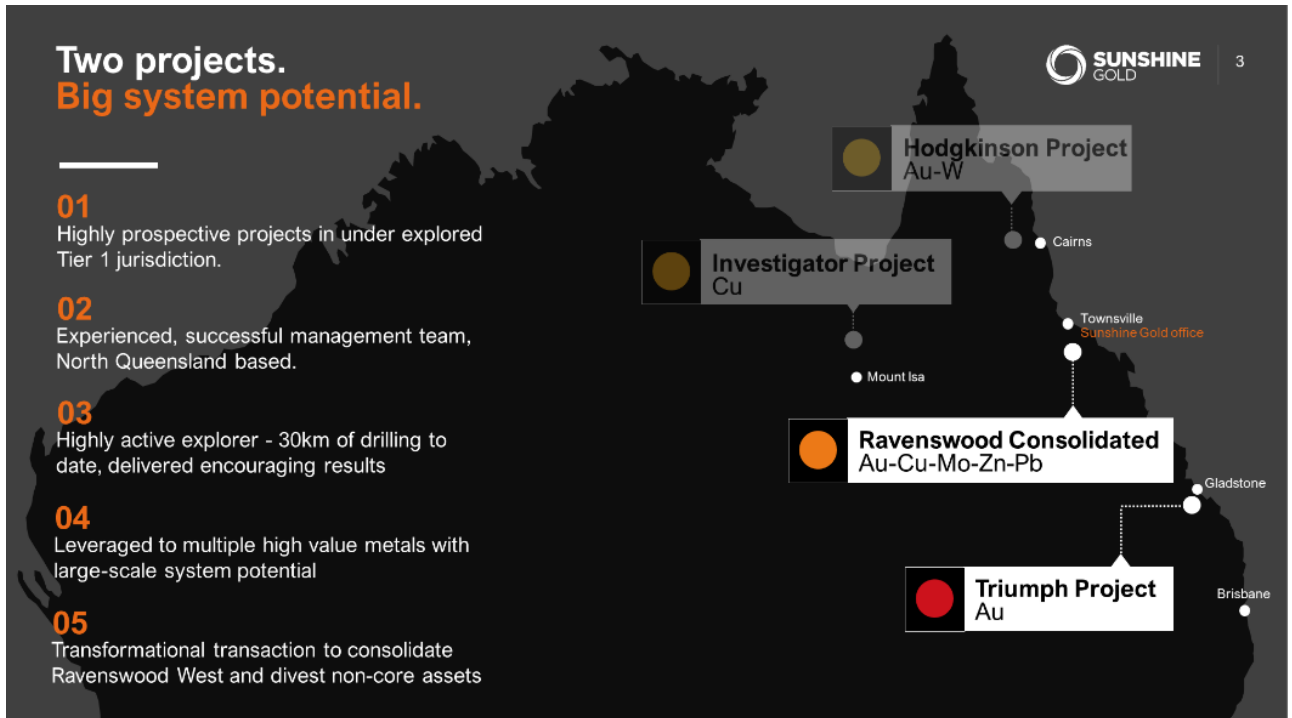 Two projects.
Big system potential.
SUNSHINE
GOLD
3
01
Highly prospective projects in under explored
Tier 1 jurisdiction.
02
Experienced, successful management team,
North Queensland based.
03
Highly active explorer - 30km of drilling to
date, delivered encouraging results
04
Leveraged to multiple high value metals with
large-scale system potential
05
Transformational transaction to consolidate
Ravenswood West and divest non-core assets
Hodgkinson Project
Au-W
Cairns
Investigator Project
Cu
Townsville
Sunshine Gold office
Mount Isa
Ravenswood Consolidated
Au-Cu-Mo-Zn-Pb
Gladstone
Triumph Project
Au
Brisbane